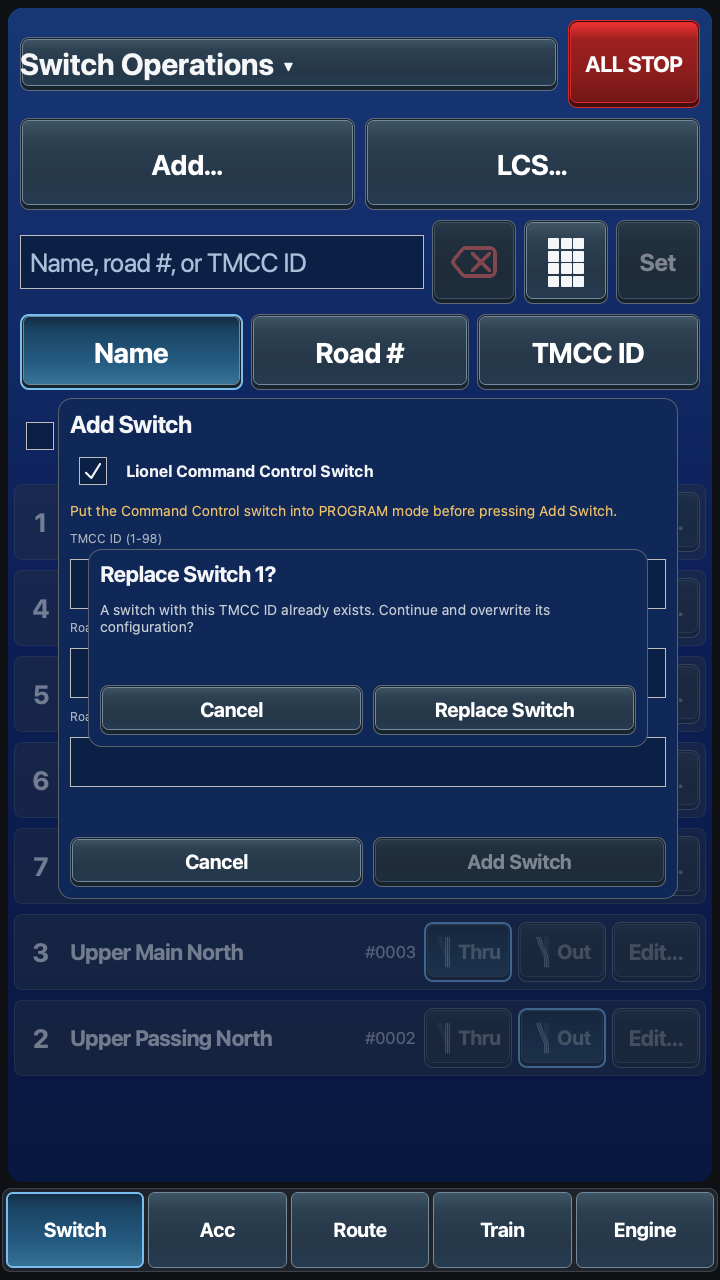 Switch Operations ▾
ALL STOP
Add...
LCS...
Name, road #, or TMCC ID
Set
Name
Road #
TMCC ID
Add Switch
Lionel Command Control Switch
Put the Command Control switch into PROGRAM mode before pressing Add Switch.
TMCC ID (1-98)
1
Replace Switch 1?
A switch with this TMCC ID already exists. Continue and overwrite its
configuration?
4
5
Cancel
Replace Switch
6
7
Cancel
Add Switch
3
Upper Main North
#0003
Thru
Out
Edit...
2
Upper Passing North
#0002
Thru
Out
Edit...
Switch
Acc
Route
Train
Engine